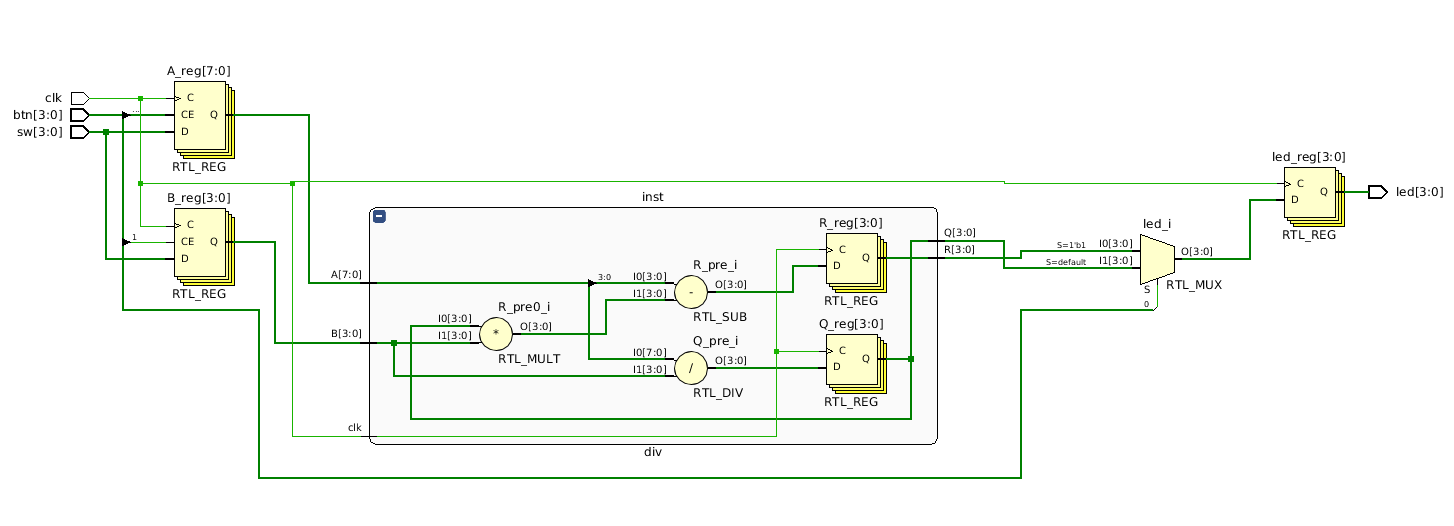 A_reg[7:0]
clk
btn[3:0]
sw[3:0]
C
CE
D
Q
...
RTL_REG
B_reg[3:0]
1
C
CE
D
Q
RTL_REG
inst
A[7:0]
B[3:0]
clk
R_pre0_i
I0[3:0]
I1[3:0]
*
O[3:0]
RTL_MULT
3:0
R_pre_i
I0[3:0]
I1[3:0]
-
O[3:0]
RTL_SUB
Q_pre_i
I0[7:0]
I1[3:0]
/
O[3:0]
RTL_DIV
R_reg[3:0]
C
D
Q
RTL_REG
Q_reg[3:0]
C
D
Q
RTL_REG
div
Q[3:0]
R[3:0]
led_i
S=1'b1
I0[3:0]
S=default
I1[3:0]
O[3:0]
S
0
RTL_MUX
led_reg[3:0]
C
D
Q
RTL_REG
led[3:0]